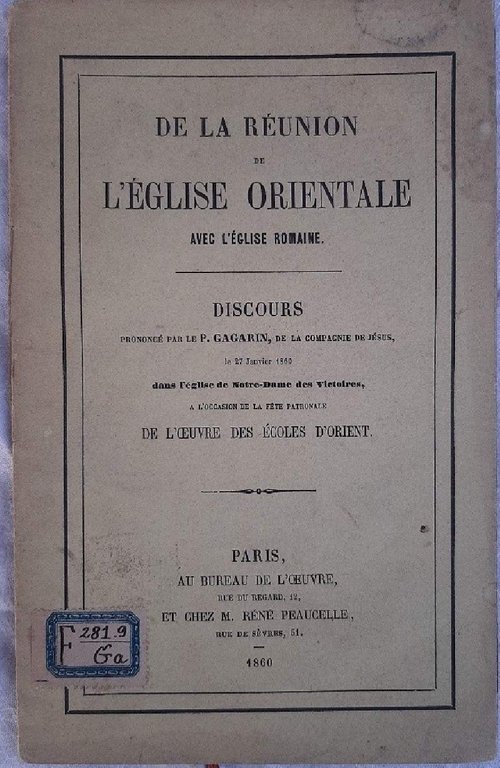 DE LA RÉUNION
DE
L'ÉGLISE ORIENTALE
AVEC L'ÉGLISE ROMAINE.
DISCOURS
PRONONCÉ PAR LE P. GAGARIN, DE LA COMPAGNIE DE JÉSUS,
le 27 Janvier 1860
dans l'église de Notre-Dame des Victoires,
A L'OCCASION DE LA FÊTE PATRONALE
DE L'ŒUVRE DES ÉCOLES D'ORIENT.
PARIS,
AU BUREAU DE L'ŒUVRE,
RUE DU REGARD, 12,
ET CHEZ M. RÉNÉ PEAUCELLE,
RUE DE SÈVRES, 51.
1860
F 281.9
Ga